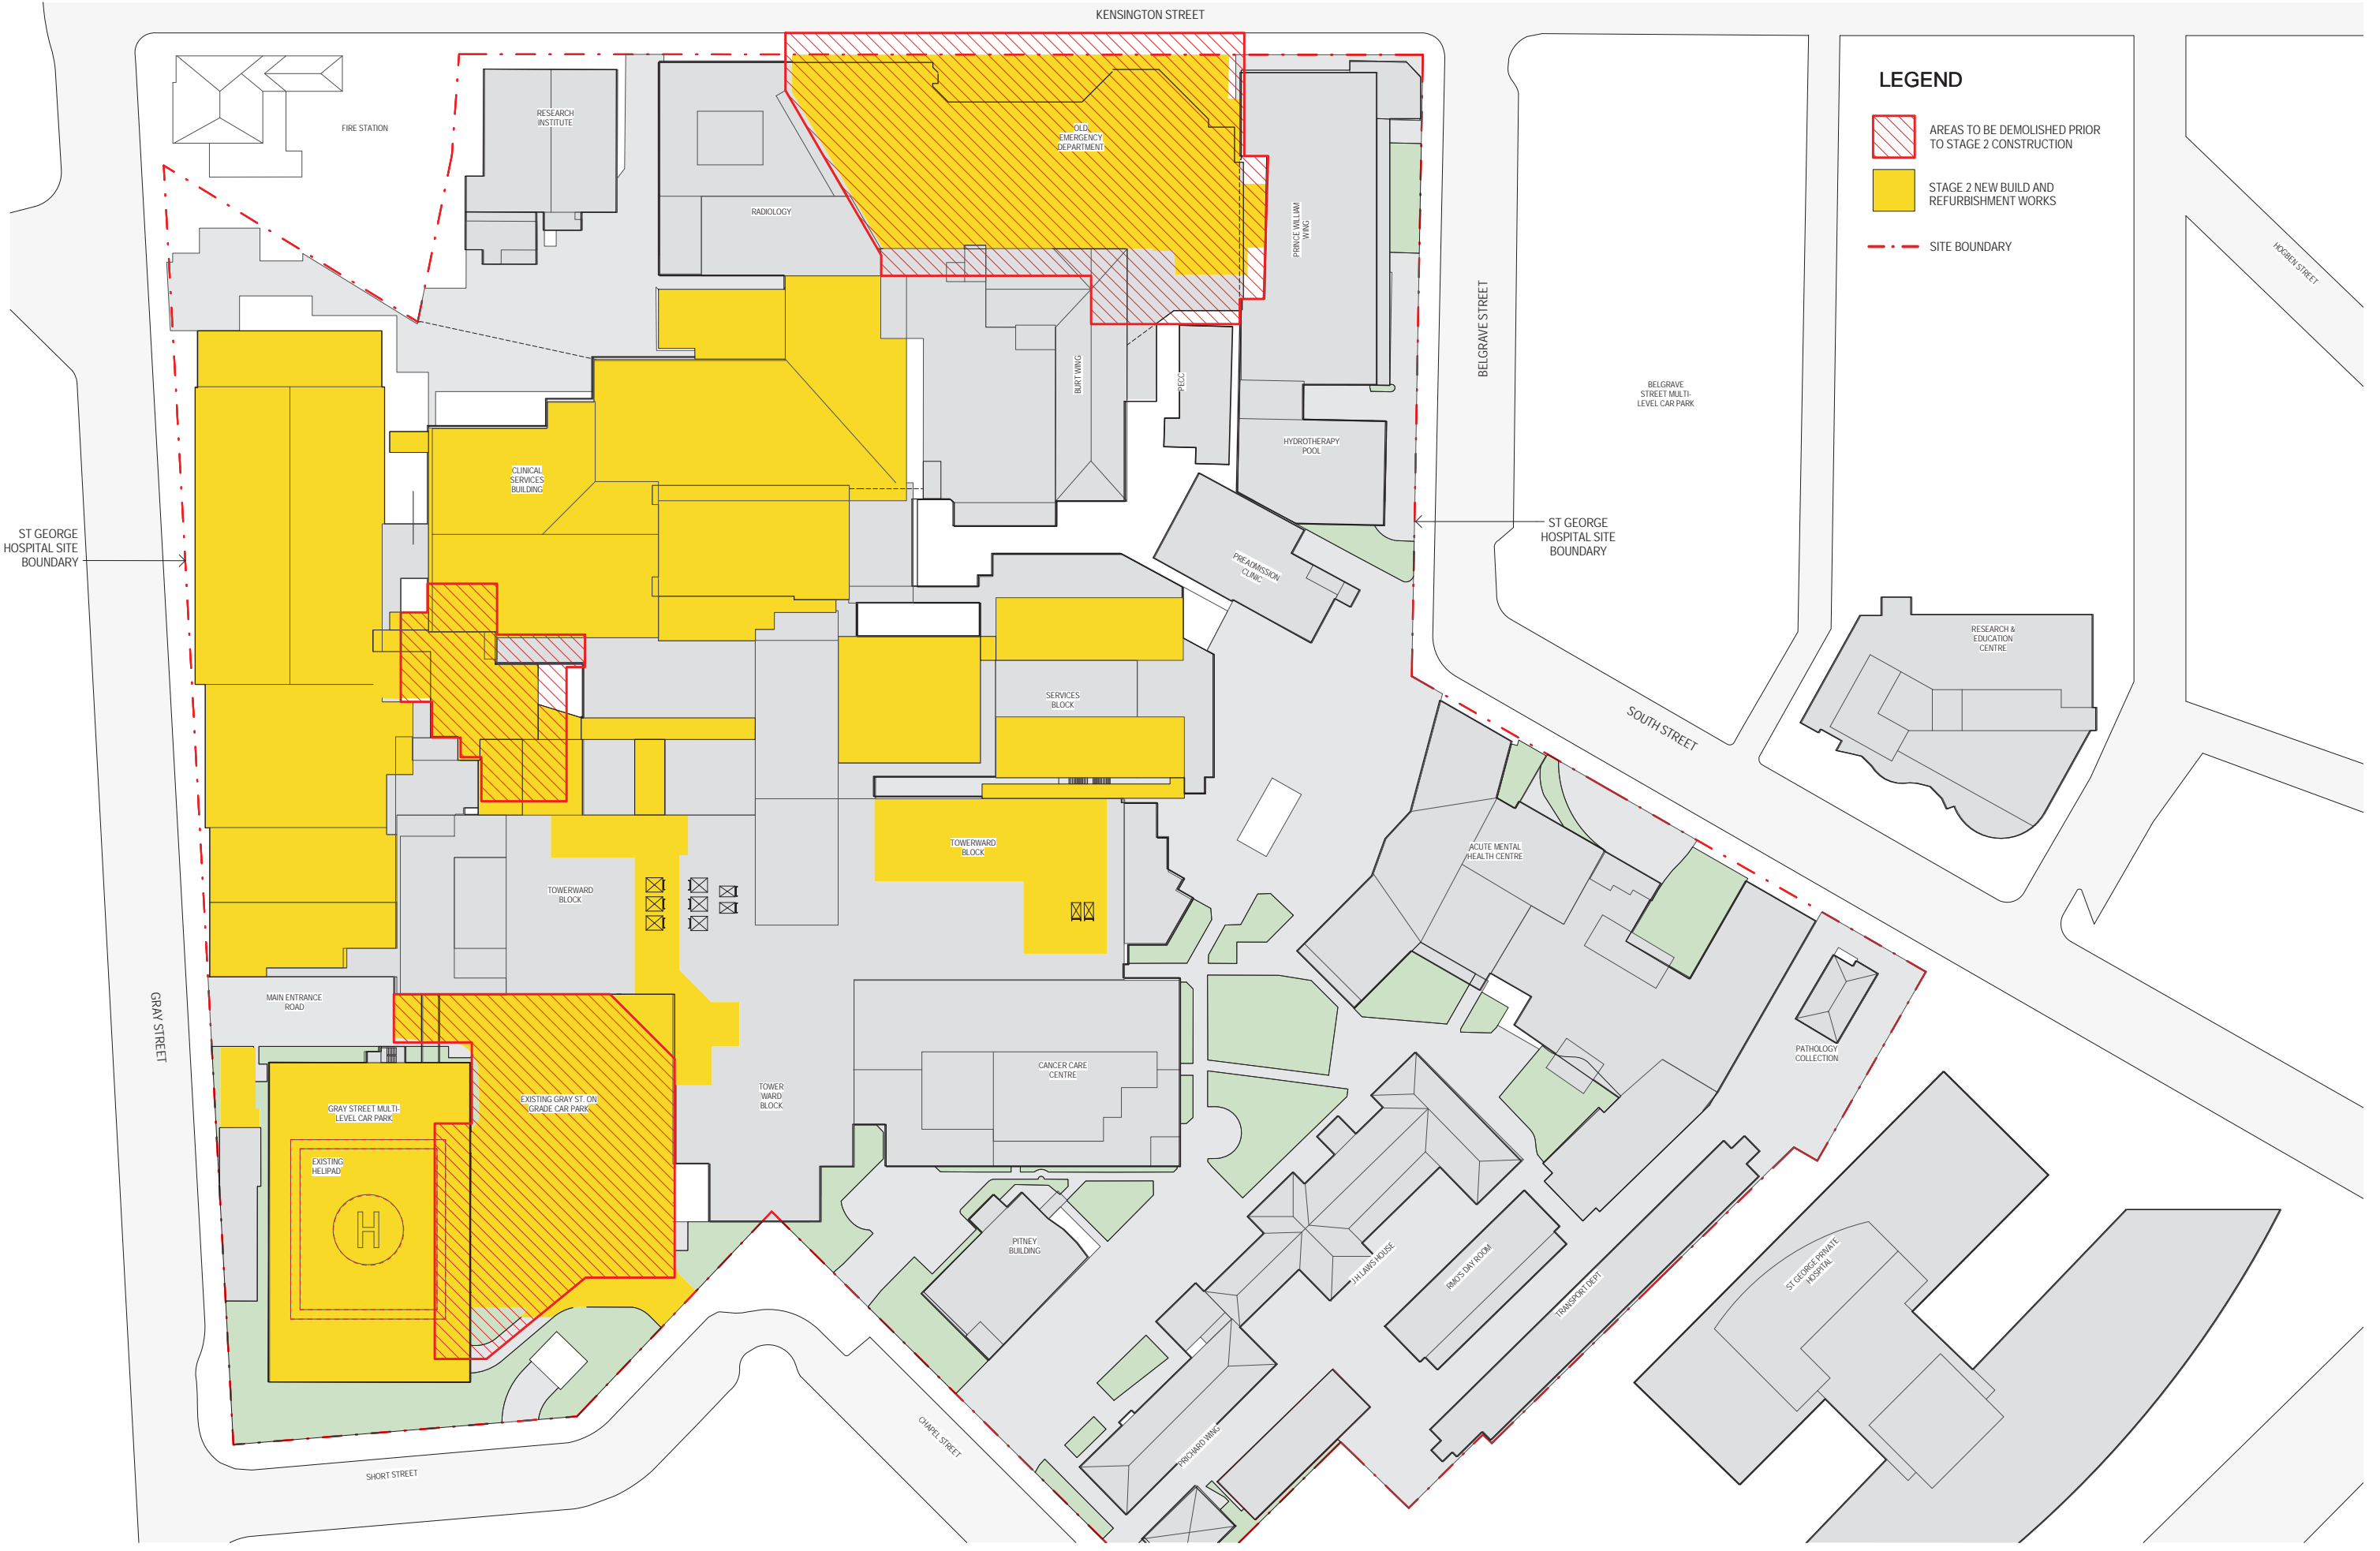 KENSINGTON STREET
LEGEND
AREAS TO BE DEMOLISHED PRIOR
TO STAGE 2 CONSTRUCTION
STAGE 2 NEW BUILD AND
REFURBISHMENT WORKS
SITE BOUNDARY
FIRE STATION
RESEARCH
INSTITUTE
RADIOLOGY
OLD
EMERGENCY
DEPARTMENT
PRINCE WILLIAM
WING
HOGBEN STREET
BELGRAVE STREET
BELGRAVE
STREET MULTI-
LEVEL CAR PARK
BURT WING
PECC
HYDROTHERAPY
POOL
CLINICAL
SERVICES
BUILDING
ST GEORGE
HOSPITAL SITE
BOUNDARY
ST GEORGE
HOSPITAL SITE
BOUNDARY
PREADMISSION
CLINIC
RESEARCH &
EDUCATION
CENTRE
SERVICES
BLOCK
SOUTH STREET
TOWERWARD
BLOCK
ACUTE MENTAL
HEALTH CENTRE
TOWERWARD
BLOCK
MAIN ENTRANCE
ROAD
GRAY STREET
PATHOLOGY
COLLECTION
CANCER CARE
CENTRE
TOWER
WARD
BLOCK
EXISTING GRAY ST. ON
GRADE CAR PARK
GRAY STREET MULTI-
LEVEL CAR PARK
EXISTING
HELIPAD
H
PITNEY
BUILDING
J H LAWS HOUSE
RMO'S DAY ROOM
TRANSPORT DEPT
ST GEORGE PRIVATE
HOSPITAL
CHAPEL STREET
PRICHARD WING
SHORT STREET